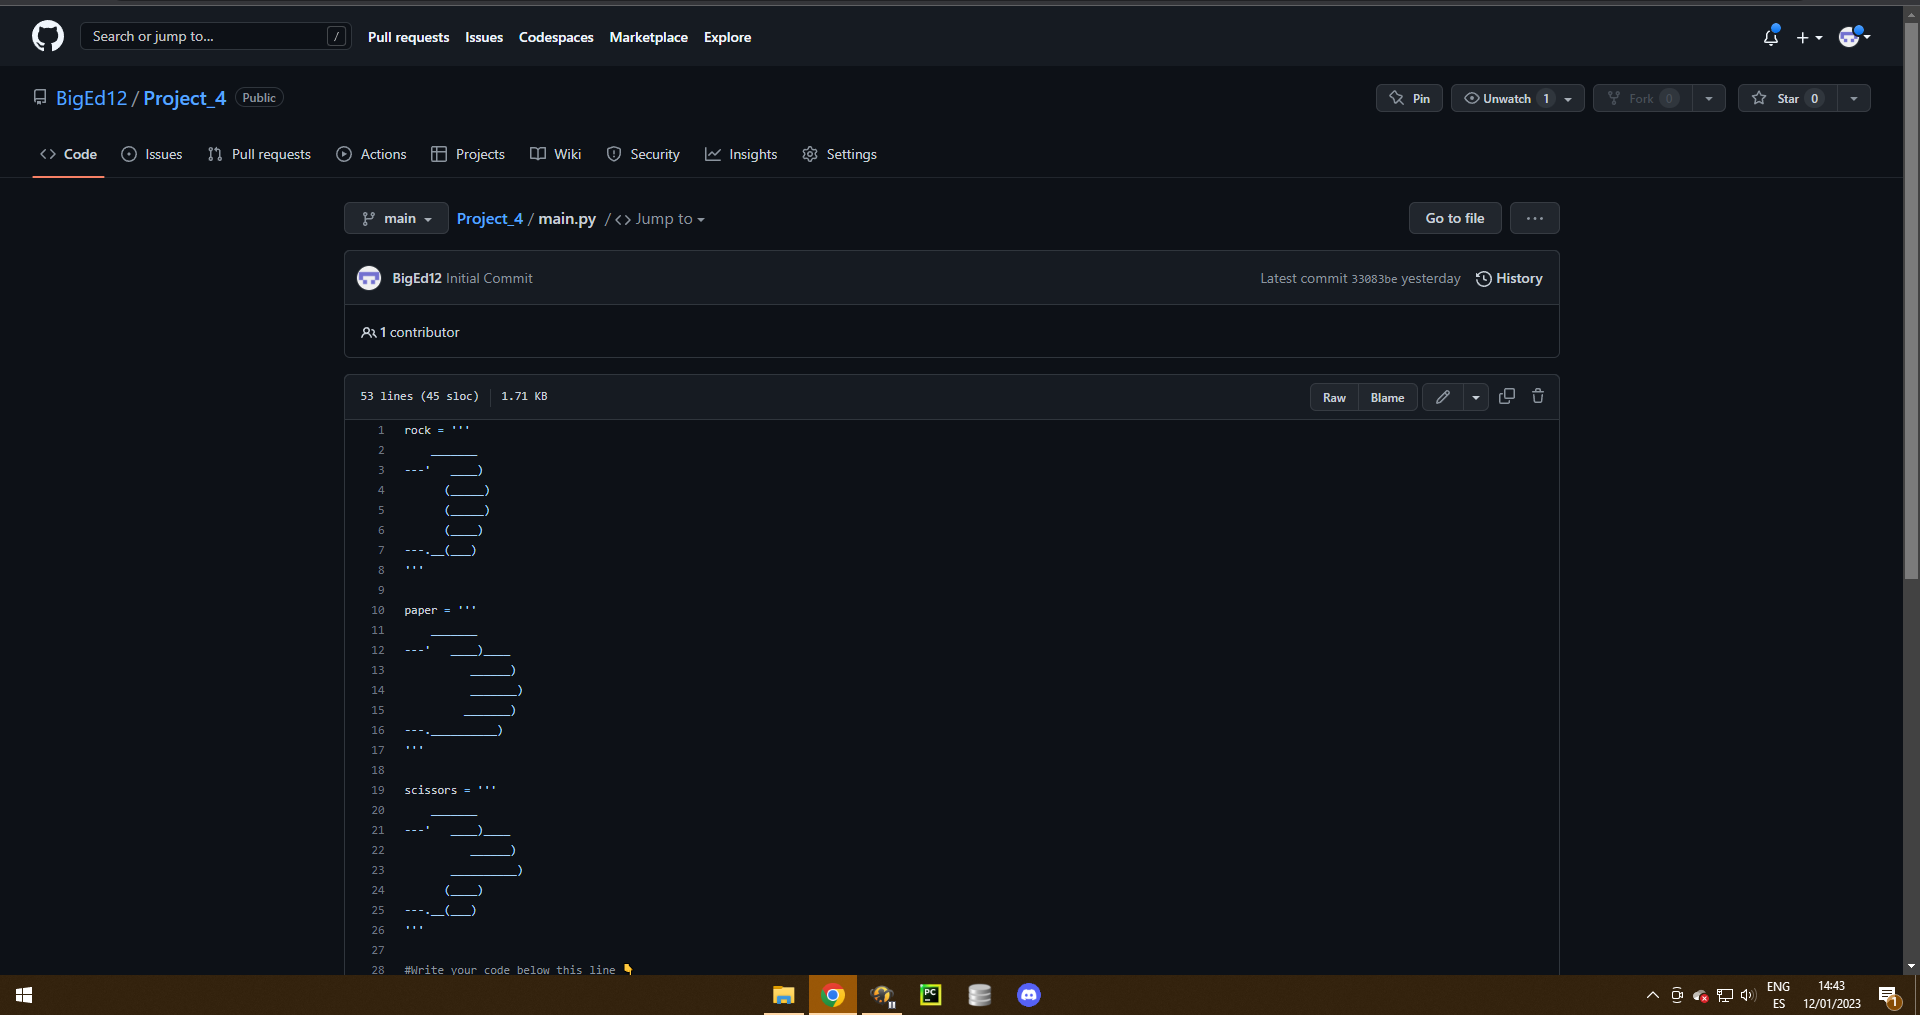 Search or jump to... /
Pull requests Issues Codespaces Marketplace Explore
BigEd12 / Project_4 Public
Pin Unwatch 1 Fork 0 Star 0
Code Issues Pull requests Actions Projects Wiki Security Insights Settings
main Project_4 / main.py / <> Jump to Go to file ...
BigEd12 Initial Commit Latest commit 33083be yesterday History
1 contributor
53 lines (45 sloc) 1.71 KB Raw Blame
1 rock = '''
2     _______
3 ---'   ____)
4       (_____)
5       (_____)
6       (____)
7 ---.__(___)
8 '''
9
10 paper = '''
11     _______
12 ---'   ____)____
13           ______)
14           _______)
15          _______)
16 ---.__________)
17 '''
18
19 scissors = '''
20     _______
21 ---'   ____)____
22           ______)
23        __________)
24       (____)
25 ---.__(___)
26 '''
27
28 #Write your code below this line 👇
PC
ENG 14:43
ES 12/01/2023 1